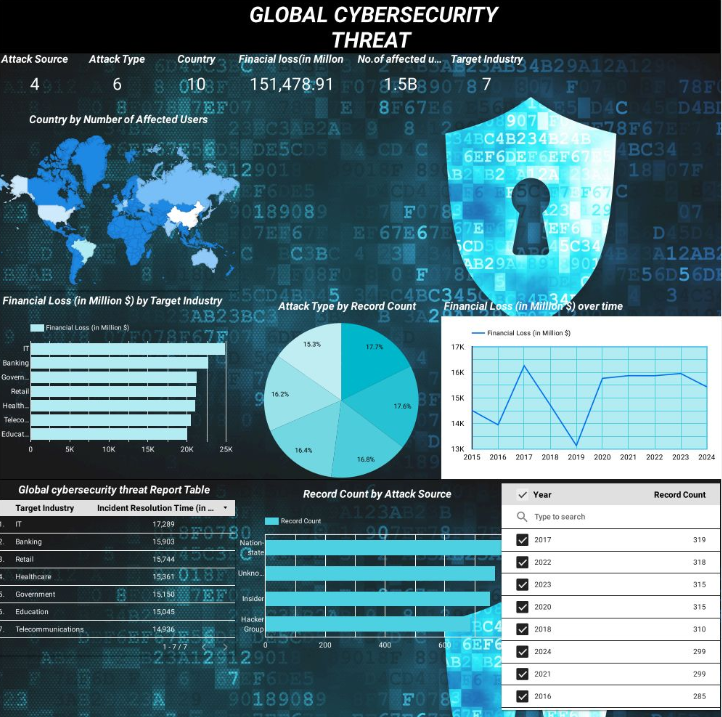 GLOBAL CYBERSECURITY
THREAT
Attack Source Attack Type Country Finacial loss(in Millon No.of affected u... Target Industry
4 6 10 151,478.91 1.5B 7
Country by Number of Affected Users
Financial Loss (in Million $) by Target Industry
Financial Loss (in Million $)
IT
Banking
Govern...
Retail
Health...
Teleco...
Educat...
0 5K 10K 15K 20K 25K
Attack Type by Record Count
17.7%
17.6%
16.8%
16.4%
16.2%
15.3%
Financial Loss (in Million $) over time
Financial Loss (in Million $)
17K
16K
15K
14K
13K
2015 2016 2017 2018 2019 2020 2021 2022 2023 2024
Global cybersecurity threat Report Table
Target Industry Incident Resolution Time (in ...
1. IT 17,289
2. Banking 15,903
3. Retail 15,744
4. Healthcare 15,361
5. Government 15,150
6. Education 15,045
7. Telecommunications 14,936
1 - 7 / 7 < >
Record Count by Attack Source
Record Count
Nation-
state
Unkno...
Insider
Hacker
Group
0 200 400 600
Year Record Count
Type to search
2017 319
2022 318
2023 315
2020 315
2018 310
2024 299
2021 299
2016 285